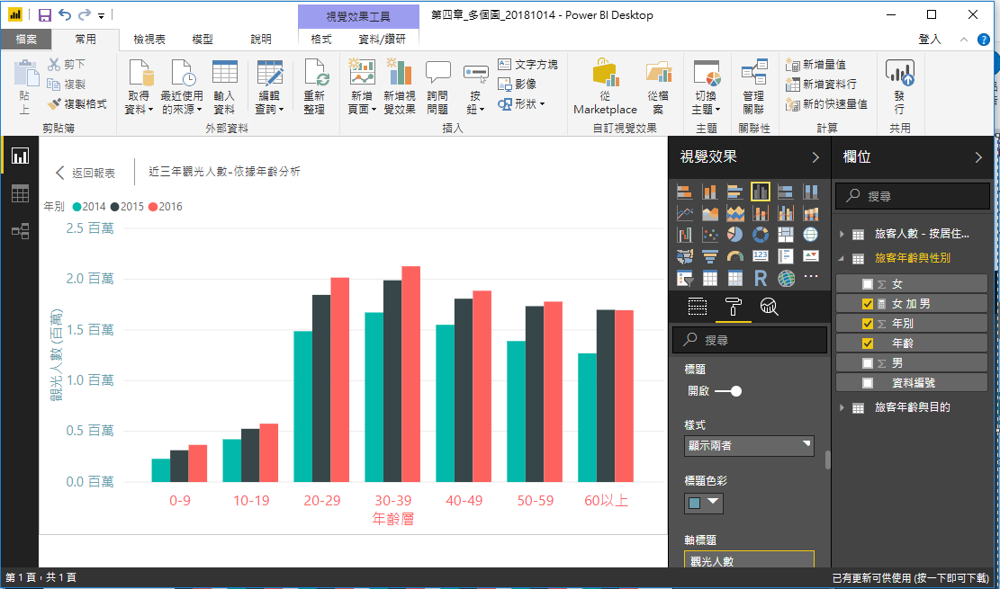 視覺效果工具
第四章_多個圖_20181014 - Power BI Desktop
檔案 常用 檢視表 模型 說明 格式 資料/鑽研 登入
貼上
剪下
複製
複製格式
剪貼簿
取得資料
最近使用的來源
輸入資料
編輯查詢
重新整理
外部資料
新增頁面
新增視覺效果
詢問問題
按鈕
文字方塊
影像
形狀
插入
從 Marketplace
從檔案
自訂視覺效果
切換主題
主題
管理關聯
關聯性
新增量值
新增資料行
新的快速量值
計算
發行
共用
返回報表
近三年觀光人數-依據年齡分析
年別 2014 2015 2016
2.5 百萬
2.0 百萬
1.5 百萬
1.0 百萬
0.5 百萬
0.0 百萬
觀光人數 (百萬)
0-9 10-19 20-29 30-39 40-49 50-59 60以上
年齡層
視覺效果
123
R
搜尋
標題
開啟
樣式
顯示兩者
標題色彩
軸標題
觀光人數
欄位
搜尋
旅客人數 - 按居住...
旅客年齡與性別
Σ 女
女 加 男
Σ 年別
年齡
Σ 男
資料編號
旅客年齡與目的
第 1 頁，共 1 頁
已有更新可供使用 (按一下即可下載)